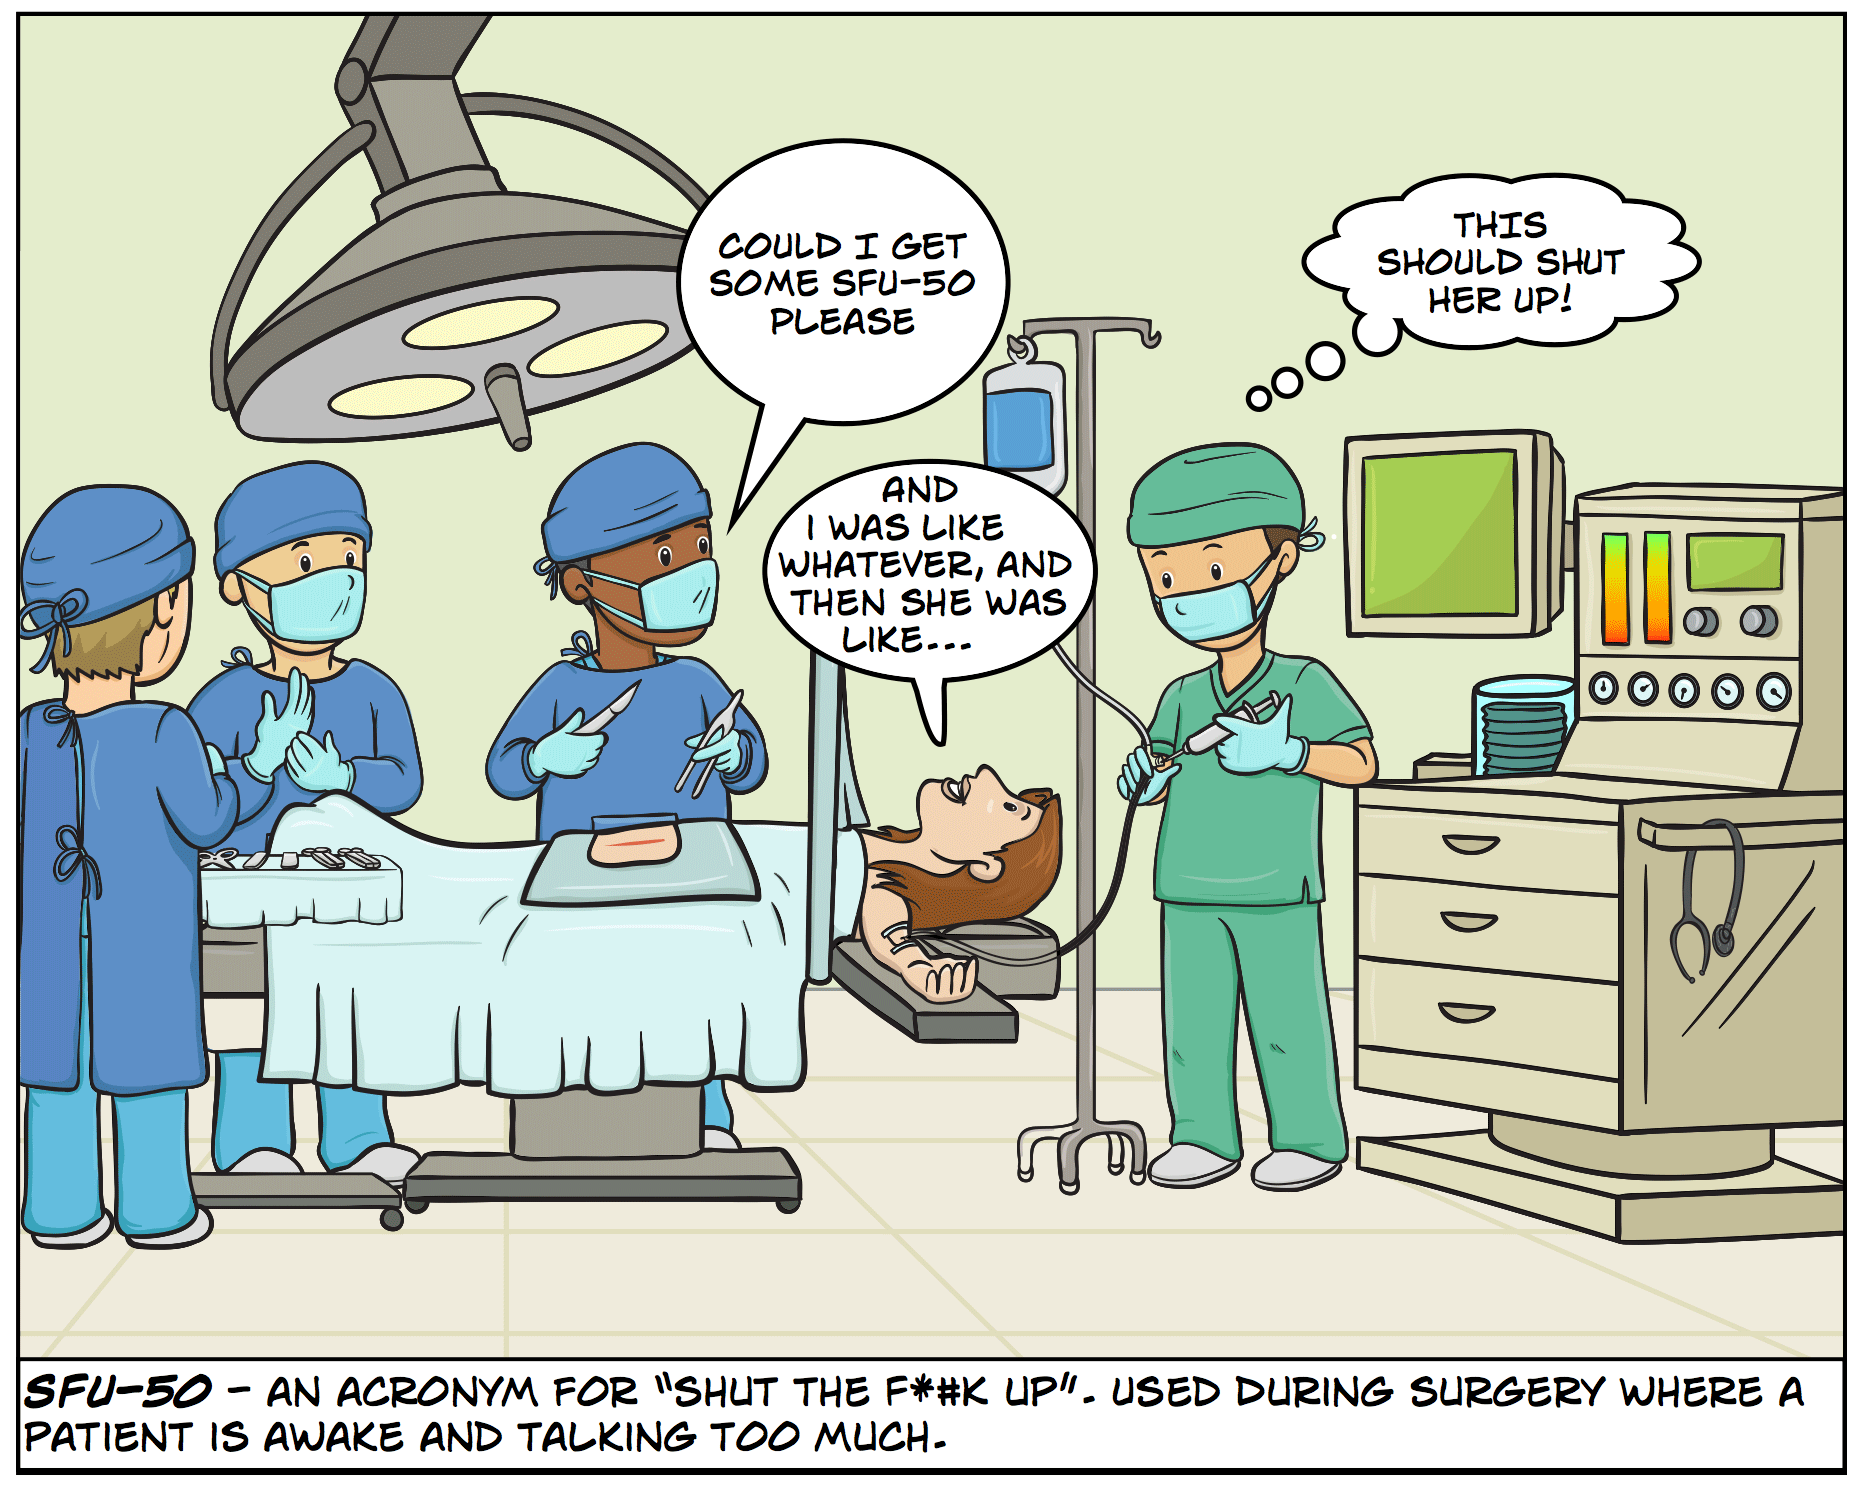 COULD I GET
SOME SFU-50
PLEASE
THIS
SHOULD SHUT
HER UP!
AND
I WAS LIKE
WHATEVER, AND
THEN SHE WAS
LIKE...
SFU-50 - AN ACRONYM FOR "SHUT THE F*#K UP". USED DURING SURGERY WHERE A
PATIENT IS AWAKE AND TALKING TOO MUCH.